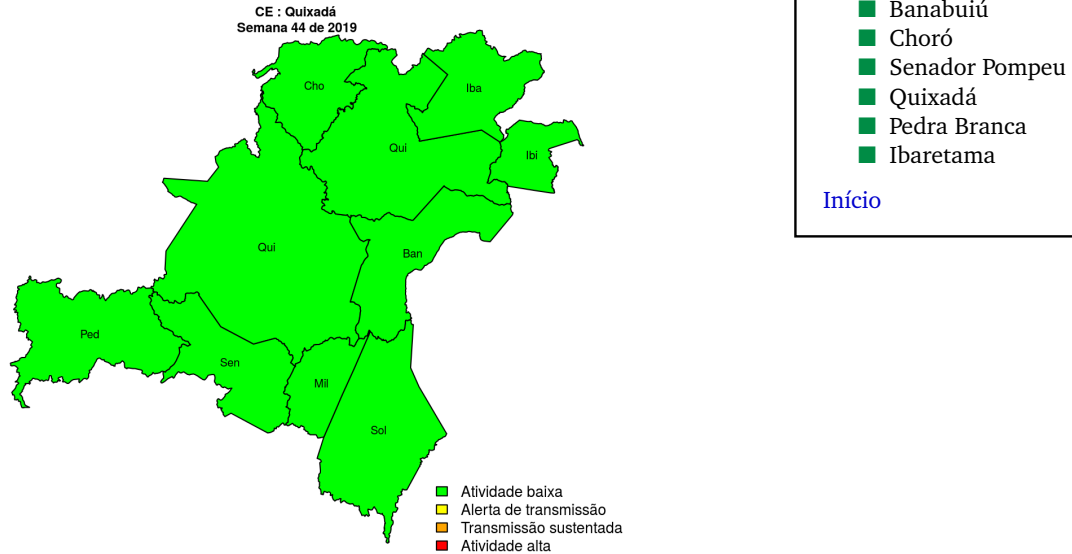 CE : Quixadá
Semana 44 de 2019
Cho
Iba
Qui
Ibi
Qui
Ban
Ped
Sen
Mil
Sol
Atividade baixa
Alerta de transmissão
Transmissão sustentada
Atividade alta
Banabuiú
Choró
Senador Pompeu
Quixadá
Pedra Branca
Ibaretama
Início